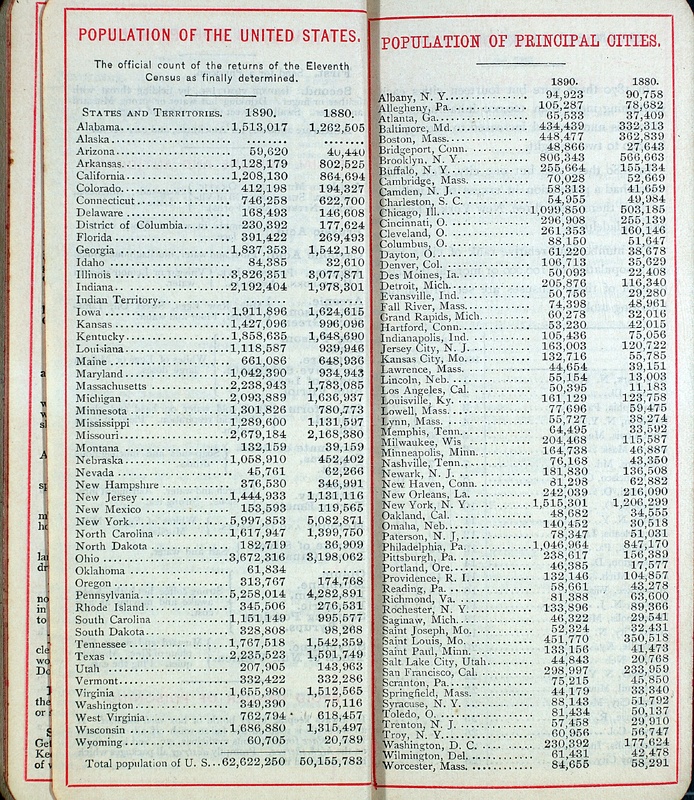 POPULATION OF THE UNITED STATES.
The official count of the returns of the Eleventh
Census as finally determined.
STATES AND TERRITORIES. 1890. 1880.
Alabama 1,513,017 1,262,505
Alaska
Arizona 59,620 40,440
Arkansas 1,128,179 802,525
California 1,208,130 864,694
Colorado 412,198 194,327
Connecticut 746,258 622,700
Delaware 168,493 146,608
District of Columbia 230,392 177,624
Florida 391,422 269,493
Georgia 1,837,353 1,542,180
Idaho 84,385 32,610
Illinois 3,826,351 3,077,871
Indiana 2,192,404 1,978,301
Indian Territory
Iowa 1,911,896 1,624,615
Kansas 1,427,096 996,096
Kentucky 1,858,635 1,648,690
Louisiana 1,118,587 939,946
Maine 661,086 648,936
Maryland 1,042,390 934,943
Massachusetts 2,238,943 1,783,085
Michigan 2,093,889 1,636,937
Minnesota 1,301,826 780,773
Mississippi 1,289,600 1,131,597
Missouri 2,679,184 2,168,380
Montana 132,159 39,159
Nebraska 1,058,910 452,402
Nevada 45,761 62,266
New Hampshire 376,530 346,991
New Jersey 1,444,933 1,131,116
New Mexico 153,593 119,565
New York 5,997,853 5,082,871
North Carolina 1,617,947 1,399,750
North Dakota 182,719 36,909
Ohio 3,672,316 3,198,062
Oklahoma 61,834
Oregon 313,767 174,768
Pennsylvania 5,258,014 4,282,891
Rhode Island 345,506 276,531
South Carolina 1,151,149 995,577
South Dakota 328,808 98,268
Tennessee 1,767,518 1,542,359
Texas 2,235,523 1,591,749
Utah 207,905 143,963
Vermont 332,422 332,286
Virginia 1,655,980 1,512,565
Washington 349,390 75,116
West Virginia 762,794 618,457
Wisconsin 1,686,880 1,315,497
Wyoming 60,705 20,789
Total population of U. S. 62,622,250 50,155,783
POPULATION OF PRINCIPAL CITIES.
1890. 1880.
Albany, N. Y. 94,923 90,758
Allegheny, Pa. 105,287 78,682
Atlanta, Ga. 65,533 37,409
Baltimore, Md. 434,439 332,313
Boston, Mass. 448,477 362,839
Bridgeport, Conn. 48,866 27,643
Brooklyn, N. Y. 806,343 566,663
Buffalo, N. Y. 255,664 155,134
Cambridge, Mass. 70,028 52,669
Camden, N. J. 58,313 41,659
Charleston, S. C. 54,955 49,984
Chicago, Ill. 1,099,850 503,185
Cincinnati, O. 296,908 255,139
Cleveland, O. 261,353 160,146
Columbus, O. 88,150 51,647
Dayton, O. 61,220 38,678
Denver, Col. 106,713 35,629
Des Moines, Ia. 50,093 22,408
Detroit, Mich. 205,876 116,340
Evansville, Ind. 50,756 29,280
Fall River, Mass. 74,398 48,961
Grand Rapids, Mich 60,278 32,016
Hartford, Conn. 53,230 42,015
Indianapolis, Ind. 105,436 75,056
Jersey City, N. J. 163,003 120,722
Kansas City, Mo. 132,716 55,785
Lawrence, Mass. 44,654 39,151
Lincoln, Neb. 55,154 13,003
Los Angeles, Cal. 50,395 11,183
Louisville, Ky. 161,129 123,758
Lowell, Mass. 77,696 59,475
Lynn, Mass. 55,727 38,274
Memphis, Tenn. 64,495 33,592
Milwaukee, Wis 204,468 115,587
Minneapolis, Minn. 164,738 46,887
Nashville, Tenn. 76,168 43,350
Newark, N. J. 181,830 136,508
New Haven, Conn. 81,298 62,882
New Orleans, La. 242,039 216,090
New York, N. Y. 1,515,301 1,206,299
Oakland, Cal. 48,682 34,555
Omaha, Neb. 140,452 30,518
Paterson, N. J. 78,347 51,031
Philadelphia, Pa. 1,046,964 847,170
Pittsburg, Pa. 238,617 156,389
Portland, Ore. 46,385 17,577
Providence, R. I. 132,146 104,857
Reading, Pa. 58,661 43,278
Richmond, Va. 81,388 63,600
Rochester, N. Y. 133,896 89,366
Saginaw, Mich. 46,322 29,541
Saint Joseph, Mo. 52,324 32,431
Saint Louis, Mo. 451,770 350,518
Saint Paul, Minn. 133,156 41,473
Salt Lake City, Utah 44,843 20,768
San Francisco, Cal. 298,997 233,959
Scranton, Pa. 75,215 45,850
Springfield, Mass. 44,179 33,340
Syracuse, N. Y. 88,143 51,792
Toledo, O. 81,434 50,137
Trenton, N. J. 57,458 29,910
Troy, N. Y. 60,956 56,747
Washington, D. C. 230,392 177,624
Wilmington, Del. 61,431 42,478
Worcester, Mass. 84,655 58,291